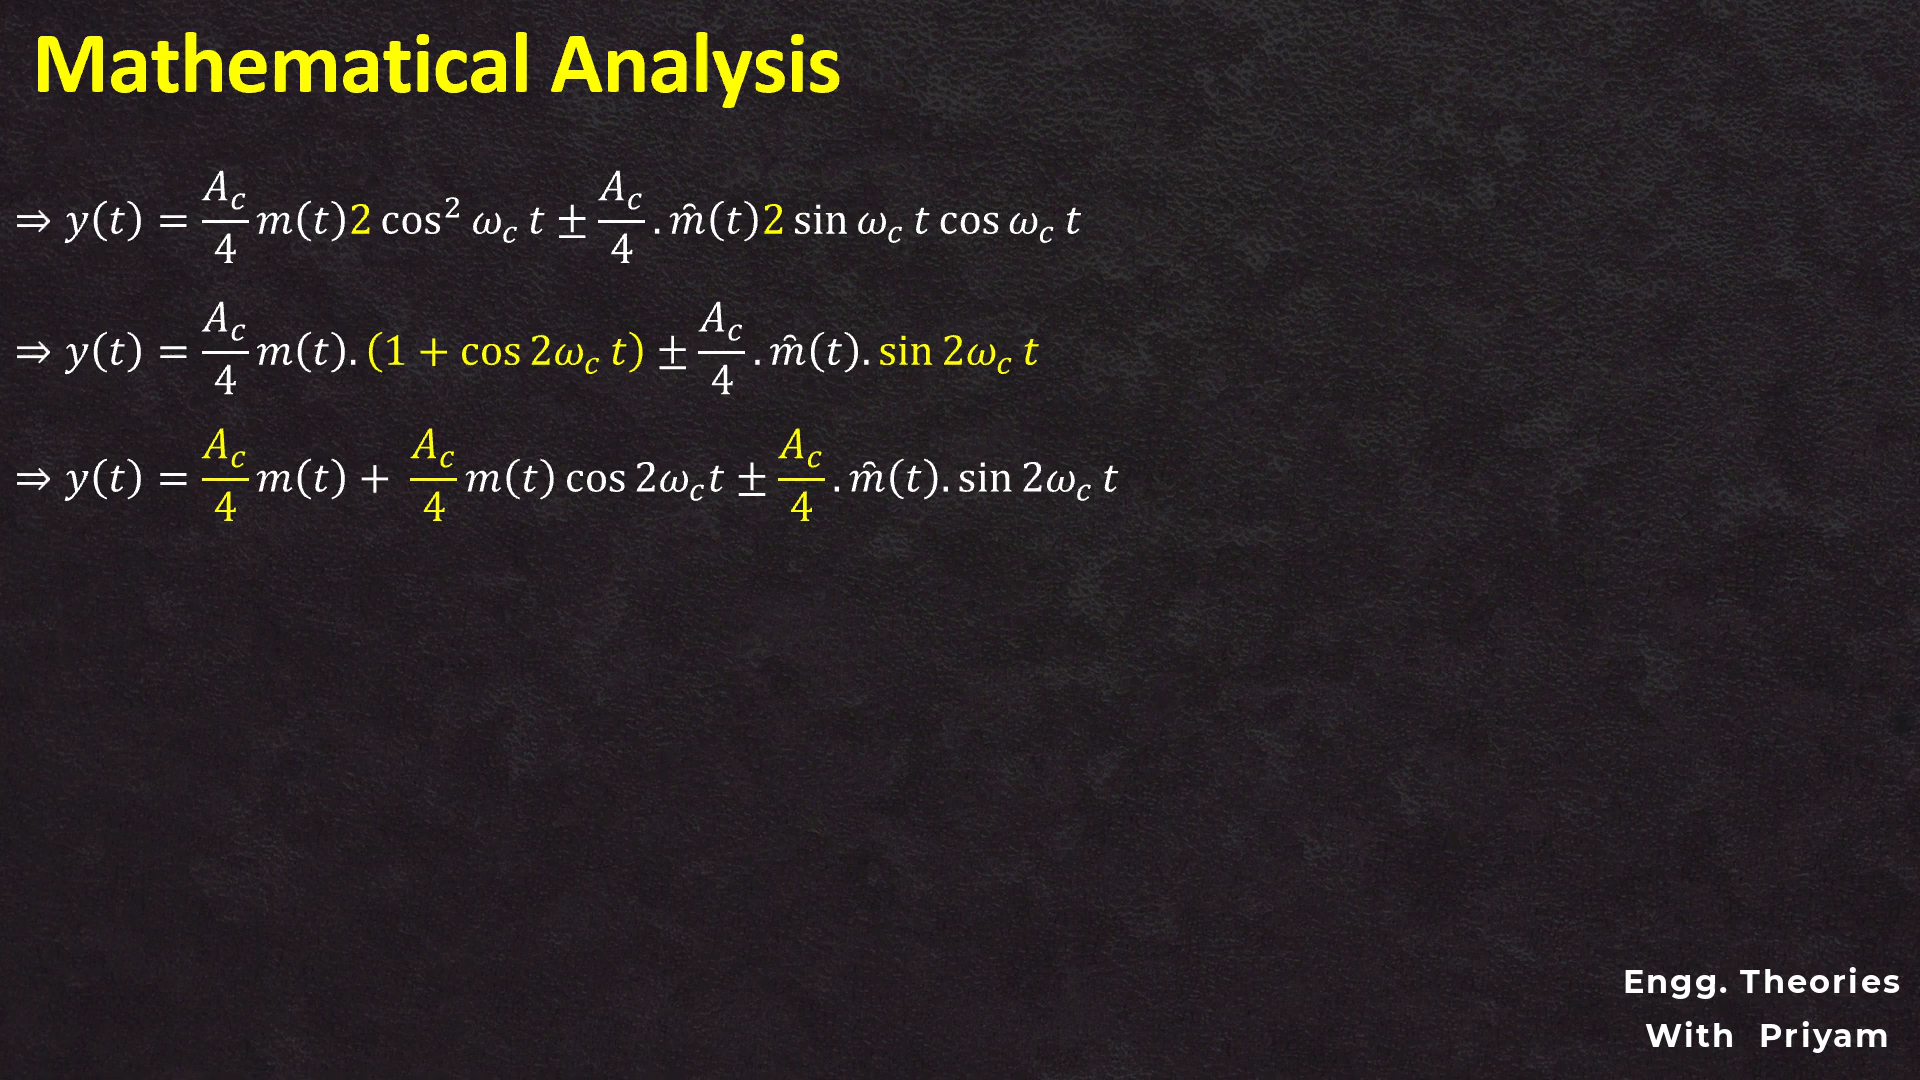 Mathematical Analysis
⇒ y(t) = A_c/4 m(t)2 cos² ω_c t ± A_c/4 . m̂(t)2 sin ω_c t cos ω_c t
⇒ y(t) = A_c/4 m(t). (1 + cos 2ω_c t) ± A_c/4 . m̂(t). sin 2ω_c t
⇒ y(t) = A_c/4 m(t) + A_c/4 m(t) cos 2ω_c t ± A_c/4 . m̂(t). sin 2ω_c t
Engg. Theories
With Priyam